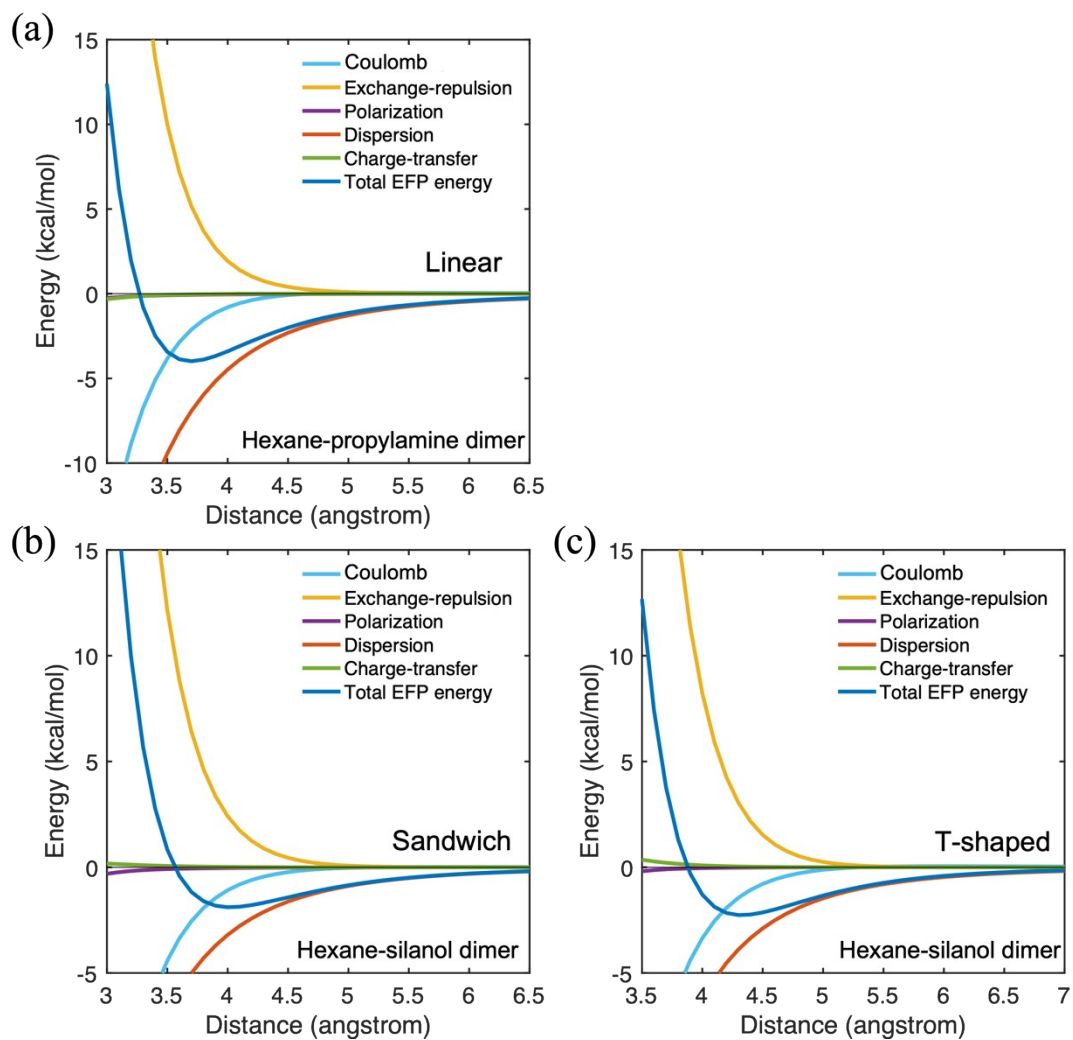 (a)
15
10
5
0
-5
-10
Energy (kcal/mol)
Coulomb
Exchange-repulsion
Polarization
Dispersion
Charge-transfer
Total EFP energy
Linear
Hexane-propylamine dimer
3 3.5 4 4.5 5 5.5 6 6.5
Distance (angstrom)
(b)
15
10
5
0
-5
Energy (kcal/mol)
Coulomb
Exchange-repulsion
Polarization
Dispersion
Charge-transfer
Total EFP energy
Sandwich
Hexane-silanol dimer
3 3.5 4 4.5 5 5.5 6 6.5
Distance (angstrom)
(c)
15
10
5
0
-5
Energy (kcal/mol)
Coulomb
Exchange-repulsion
Polarization
Dispersion
Charge-transfer
Total EFP energy
T-shaped
Hexane-silanol dimer
3.5 4 4.5 5 5.5 6 6.5 7
Distance (angstrom)